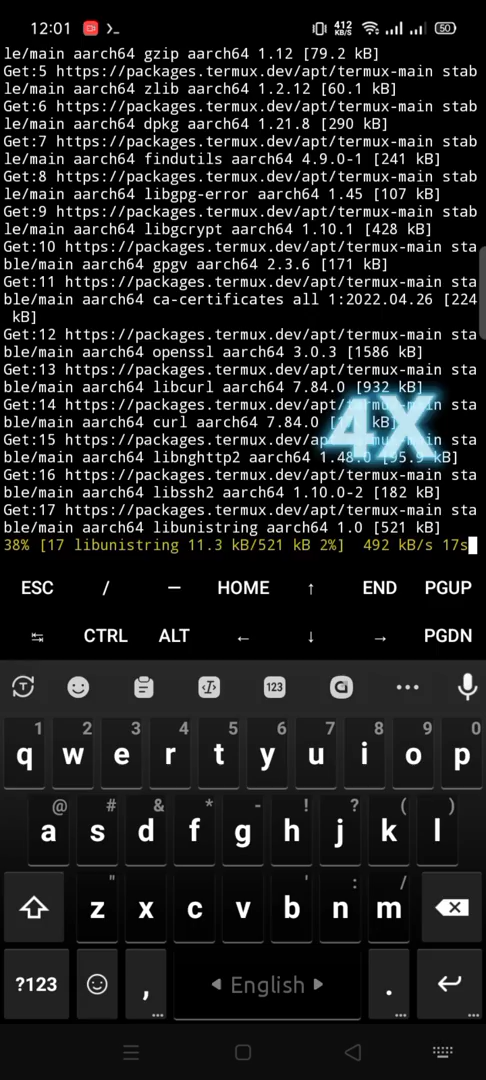 12:01 412 KB/S 50
le/main aarch64 gzip aarch64 1.12 [79.2 kB]
Get:5 https://packages.termux.dev/apt/termux-main stab
le/main aarch64 zlib aarch64 1.2.12 [60.1 kB]
Get:6 https://packages.termux.dev/apt/termux-main stab
le/main aarch64 dpkg aarch64 1.21.8 [290 kB]
Get:7 https://packages.termux.dev/apt/termux-main stab
le/main aarch64 findutils aarch64 4.9.0-1 [241 kB]
Get:8 https://packages.termux.dev/apt/termux-main stab
le/main aarch64 libgpg-error aarch64 1.45 [107 kB]
Get:9 https://packages.termux.dev/apt/termux-main stab
le/main aarch64 libgcrypt aarch64 1.10.1 [428 kB]
Get:10 https://packages.termux.dev/apt/termux-main sta
ble/main aarch64 gpgv aarch64 2.3.6 [171 kB]
Get:11 https://packages.termux.dev/apt/termux-main sta
ble/main aarch64 ca-certificates all 1:2022.04.26 [224
kB]
Get:12 https://packages.termux.dev/apt/termux-main sta
ble/main aarch64 openssl aarch64 3.0.3 [1586 kB]
Get:13 https://packages.termux.dev/apt/termux-main sta
ble/main aarch64 libcurl aarch64 7.84.0 [932 kB]
Get:14 https://packages.termux.dev/apt/termux-main sta
ble/main aarch64 curl aarch64 7.84.0 kB]
4X
Get:15 https://packages.termux.dev/apt/termux-main sta
ble/main aarch64 libnghttp2 aarch64 1.48.0 [95.9 kB]
Get:16 https://packages.termux.dev/apt/termux-main sta
ble/main aarch64 libssh2 aarch64 1.10.0-2 [182 kB]
Get:17 https://packages.termux.dev/apt/termux-main sta
ble/main aarch64 libunistring aarch64 1.0 [521 kB]
38% [17 libunistring 11.3 kB/521 kB 2%] 492 kB/s 17s
ESC / — HOME ↑ END PGUP
↹ CTRL ALT ← ↓ → PGDN
T 123
1 2 3 4 5 6 7 8 9 0
q w e r t y u i o p
@ # & * - ! ? ( )
a s d f g h j k l
" ' : /
z x c v b n m
?123 , English .